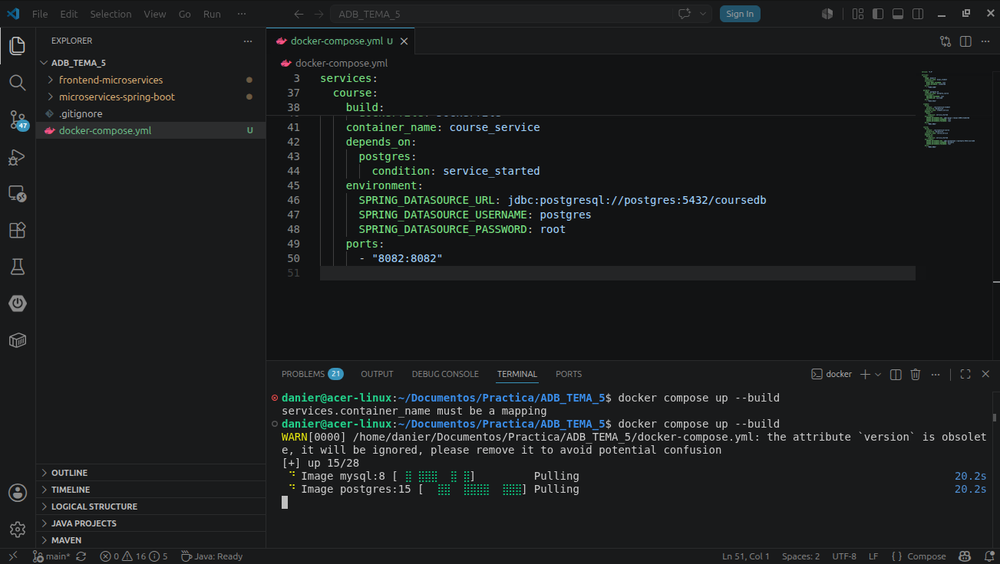 File Edit Selection View Go Run ···
ADB_TEMA_5
Sign In
EXPLORER
ADB_TEMA_5
frontend-microservices
microservices-spring-boot
.gitignore
docker-compose.yml U
47
OUTLINE
TIMELINE
LOGICAL STRUCTURE
JAVA PROJECTS
MAVEN
docker-compose.yml U
docker-compose.yml
3 services:
37 course:
38 build:
41 container_name: course_service
42 depends_on:
43 postgres:
44 condition: service_started
45 environment:
46 SPRING_DATASOURCE_URL: jdbc:postgresql://postgres:5432/coursedb
47 SPRING_DATASOURCE_USERNAME: postgres
48 SPRING_DATASOURCE_PASSWORD: root
49 ports:
50 - "8082:8082"
51
PROBLEMS 21 OUTPUT DEBUG CONSOLE TERMINAL PORTS
docker
danier@acer-linux:~/Documentos/Practica/ADB_TEMA_5$ docker compose up --build
services.container_name must be a mapping
danier@acer-linux:~/Documentos/Practica/ADB_TEMA_5$ docker compose up --build
WARN[0000] /home/danier/Documentos/Practica/ADB_TEMA_5/docker-compose.yml: the attribute `version` is obsolet
e, it will be ignored, please remove it to avoid potential confusion
[+] up 15/28
Image mysql:8 [ ] Pulling 20.2s
Image postgres:15 [ ] Pulling 20.2s
main* 0 16 5 Java: Ready
Ln 51, Col 1 Spaces: 2 UTF-8 LF { } Compose